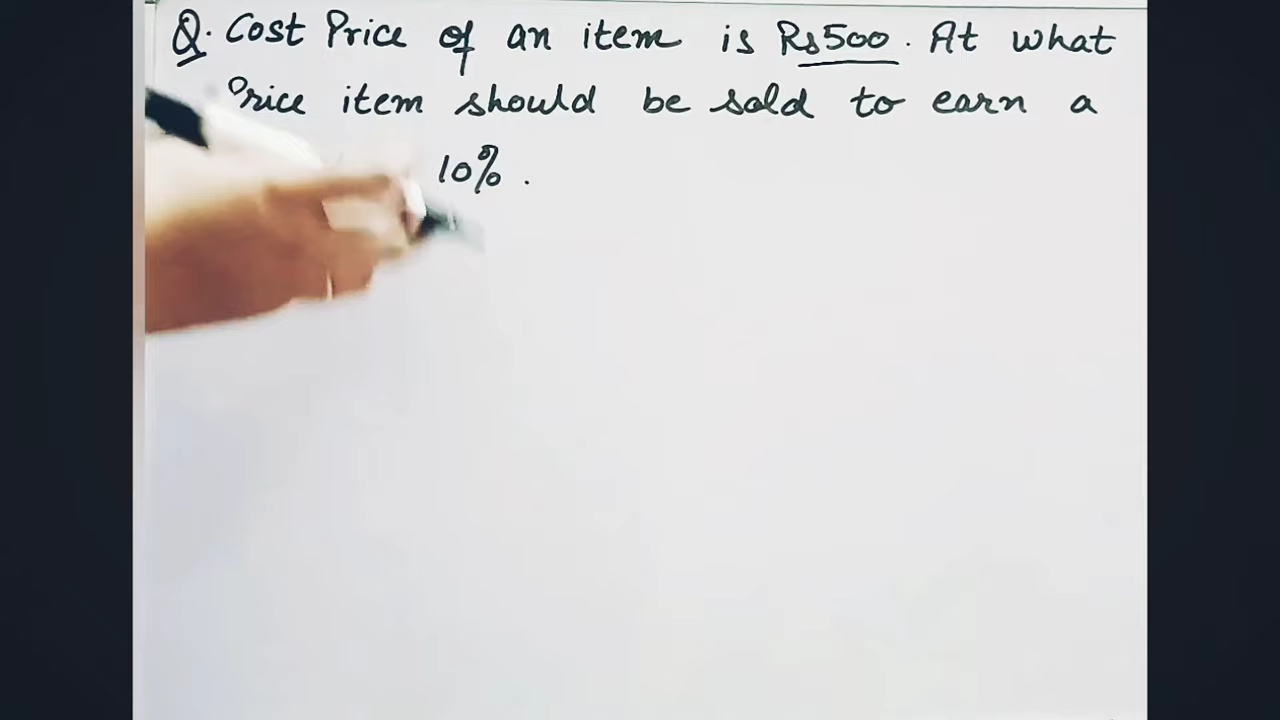 Q. Cost Price of an item is Rs500. At what
Price item should be sold to earn a
10%.